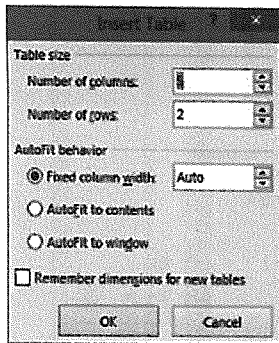 Insert Table ? ×
Table size
Number of columns:
Number of rows: 2
AutoFit behavior
Fixed column width: Auto
AutoFit to contents
AutoFit to window
Remember dimensions for new tables
OK Cancel